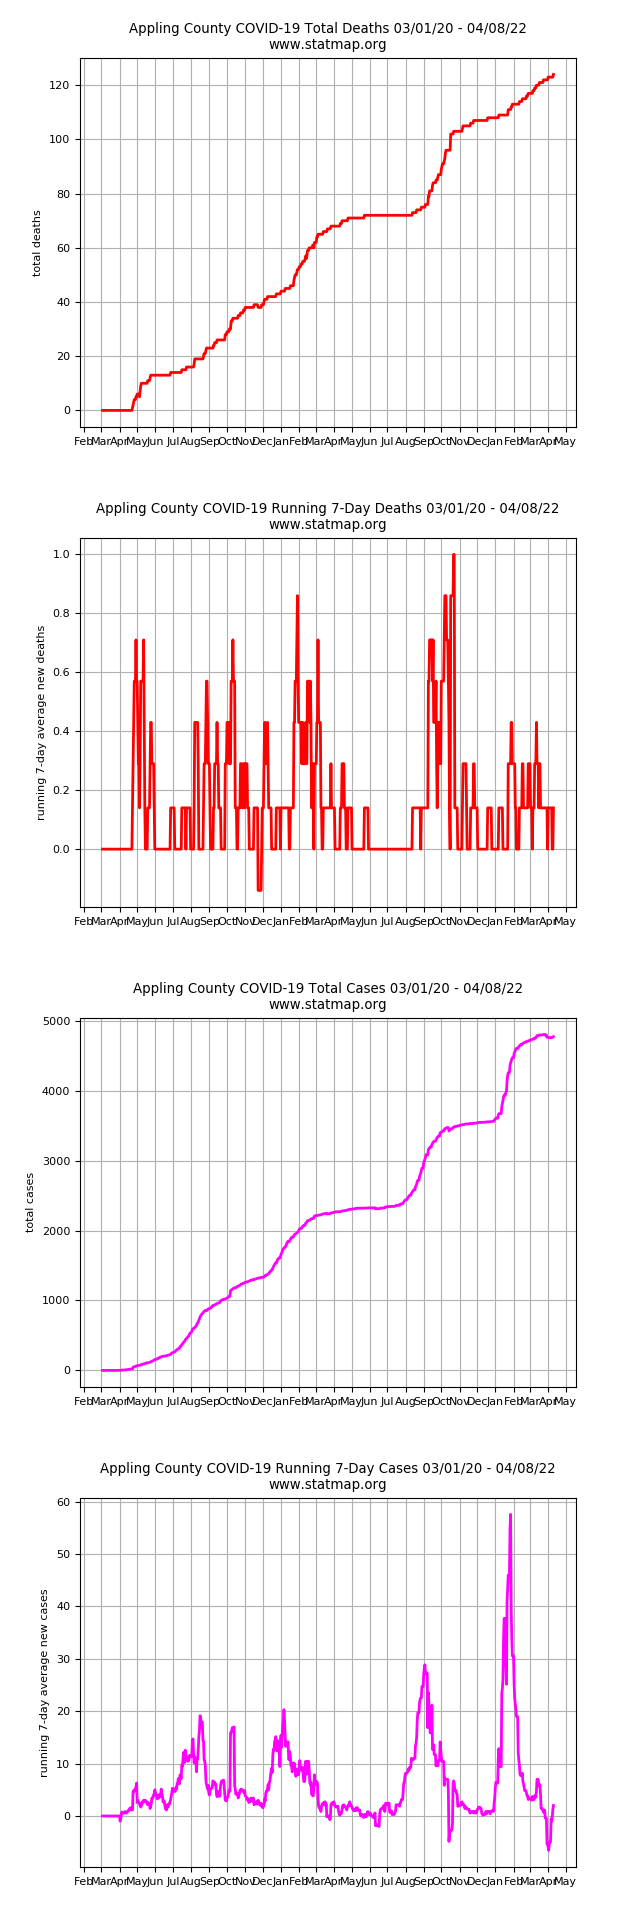 Appling County COVID-19 Total Deaths 03/01/20 - 04/08/22
www.statmap.org
120
100
80
60
40
20
0
total deaths
Feb Mar Apr May Jun Jul Aug Sep Oct Nov Dec Jan Feb Mar Apr May Jun Jul Aug Sep Oct Nov Dec Jan Feb Mar Apr May
Appling County COVID-19 Running 7-Day Deaths 03/01/20 - 04/08/22
www.statmap.org
1.0
0.8
0.6
0.4
0.2
0.0
running 7-day average new deaths
Feb Mar Apr May Jun Jul Aug Sep Oct Nov Dec Jan Feb Mar Apr May Jun Jul Aug Sep Oct Nov Dec Jan Feb Mar Apr May
Appling County COVID-19 Total Cases 03/01/20 - 04/08/22
www.statmap.org
5000
4000
3000
2000
1000
0
total cases
Feb Mar Apr May Jun Jul Aug Sep Oct Nov Dec Jan Feb Mar Apr May Jun Jul Aug Sep Oct Nov Dec Jan Feb Mar Apr May
Appling County COVID-19 Running 7-Day Cases 03/01/20 - 04/08/22
www.statmap.org
60
50
40
30
20
10
0
running 7-day average new cases
Feb Mar Apr May Jun Jul Aug Sep Oct Nov Dec Jan Feb Mar Apr May Jun Jul Aug Sep Oct Nov Dec Jan Feb Mar Apr May